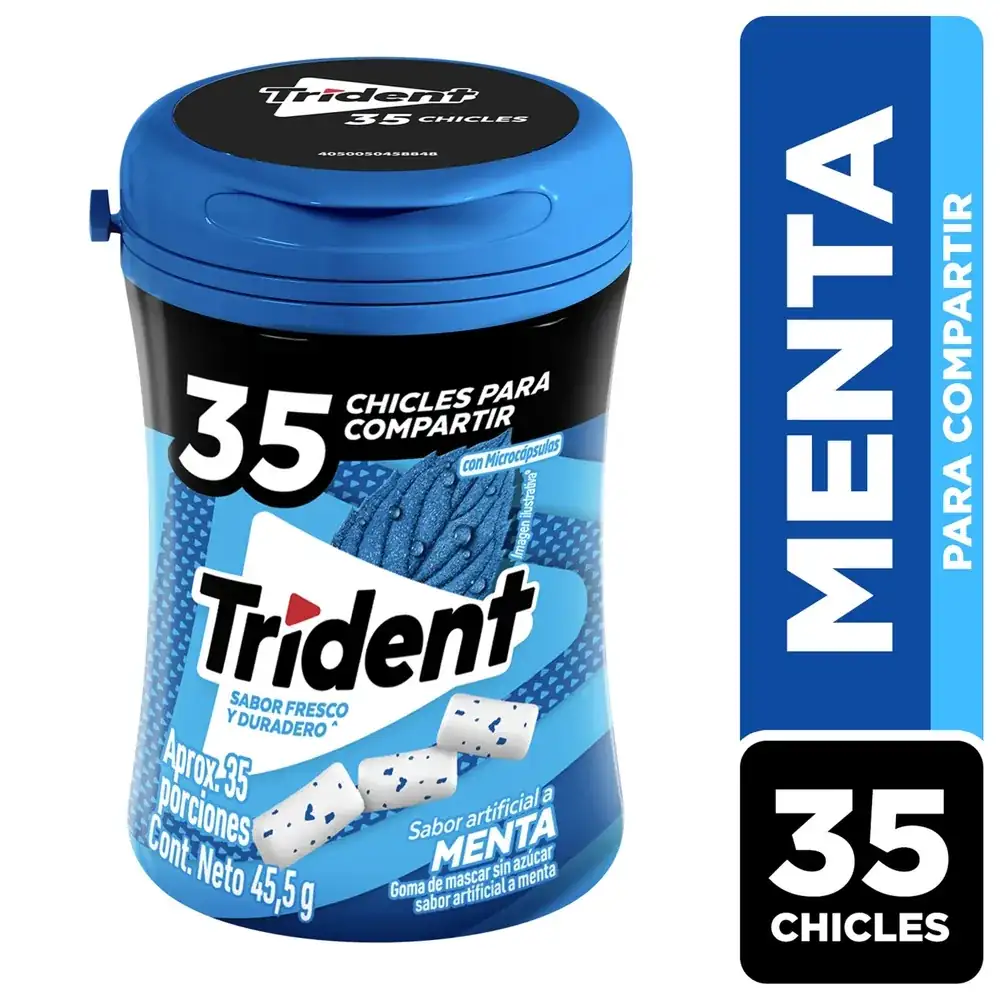 Trident
35 CHICLES
4050050458848
35 CHICLES PARA
COMPARTIR
con Microcápsulas
Imagen ilustrativa*
Trident
SABOR FRESCO
Y DURADERO^
Aprox. 35
porciones
Cont. Neto 45,5 g
Sabor artificial a
MENTA
Goma de mascar sin azúcar
sabor artificial a menta
MENTA
PARA COMPARTIR
35
CHICLES